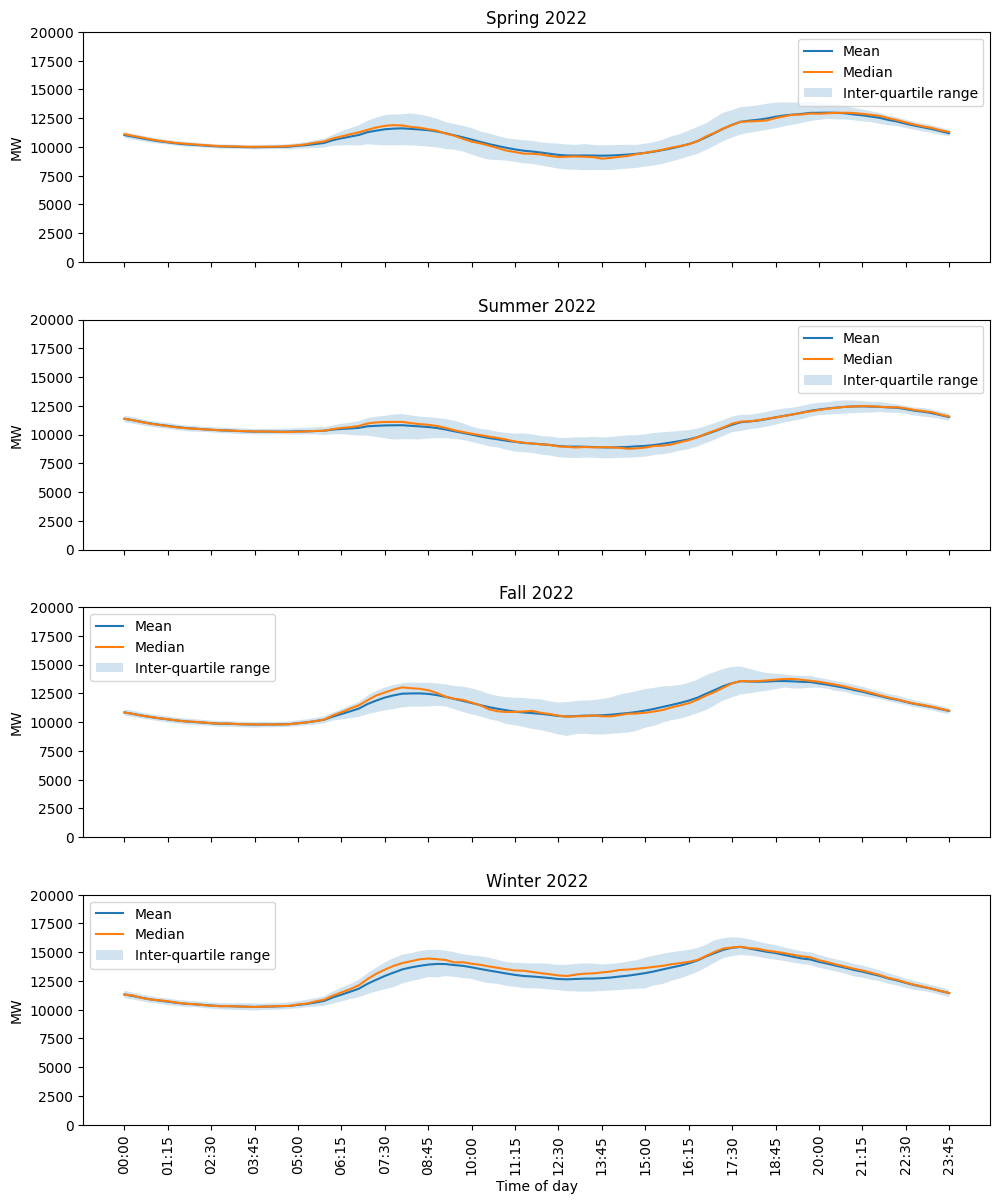 Spring 2022
20000
17500
15000
12500
10000
7500
5000
2500
0
MW
Mean
Median
Inter-quartile range
Summer 2022
20000
17500
15000
12500
10000
7500
5000
2500
0
MW
Mean
Median
Inter-quartile range
Fall 2022
20000
17500
15000
12500
10000
7500
5000
2500
0
MW
Mean
Median
Inter-quartile range
Winter 2022
20000
17500
15000
12500
10000
7500
5000
2500
0
MW
Mean
Median
Inter-quartile range
00:00
01:15
02:30
03:45
05:00
06:15
07:30
08:45
10:00
11:15
12:30
13:45
15:00
16:15
17:30
18:45
20:00
21:15
22:30
23:45
Time of day